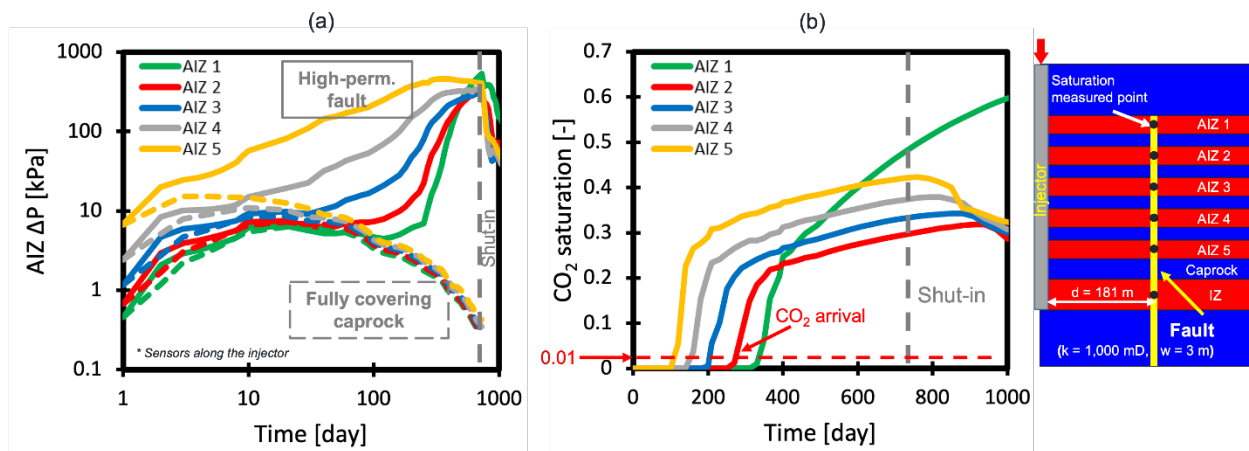 (a)
AIZ ΔP [kPa]
1000
100
10
1
0.1
AIZ 1
AIZ 2
AIZ 3
AIZ 4
AIZ 5
High-perm.
fault
Shut-in
Fully covering
caprock
* Sensors along the injector
1
10
100
1000
Time [day]
(b)
CO₂ saturation [-]
0.7
0.6
0.5
0.4
0.3
0.2
0.1
0
0.01
AIZ 1
AIZ 2
AIZ 3
AIZ 4
AIZ 5
Shut-in
CO₂ arrival
0
200
400
600
800
1000
Time [day]
Saturation
measured point
Injector
AIZ 1
AIZ 2
AIZ 3
AIZ 4
AIZ 5
Caprock
d = 181 m
IZ
Fault
(k = 1,000 mD, w = 3 m)